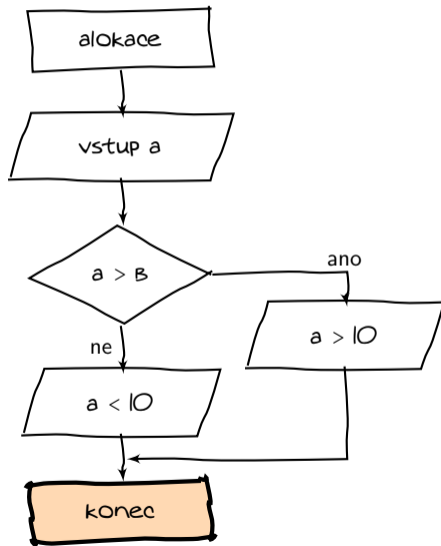 alokace
vstup a
a > B
ano
ne
a > 10
a < 10
konec